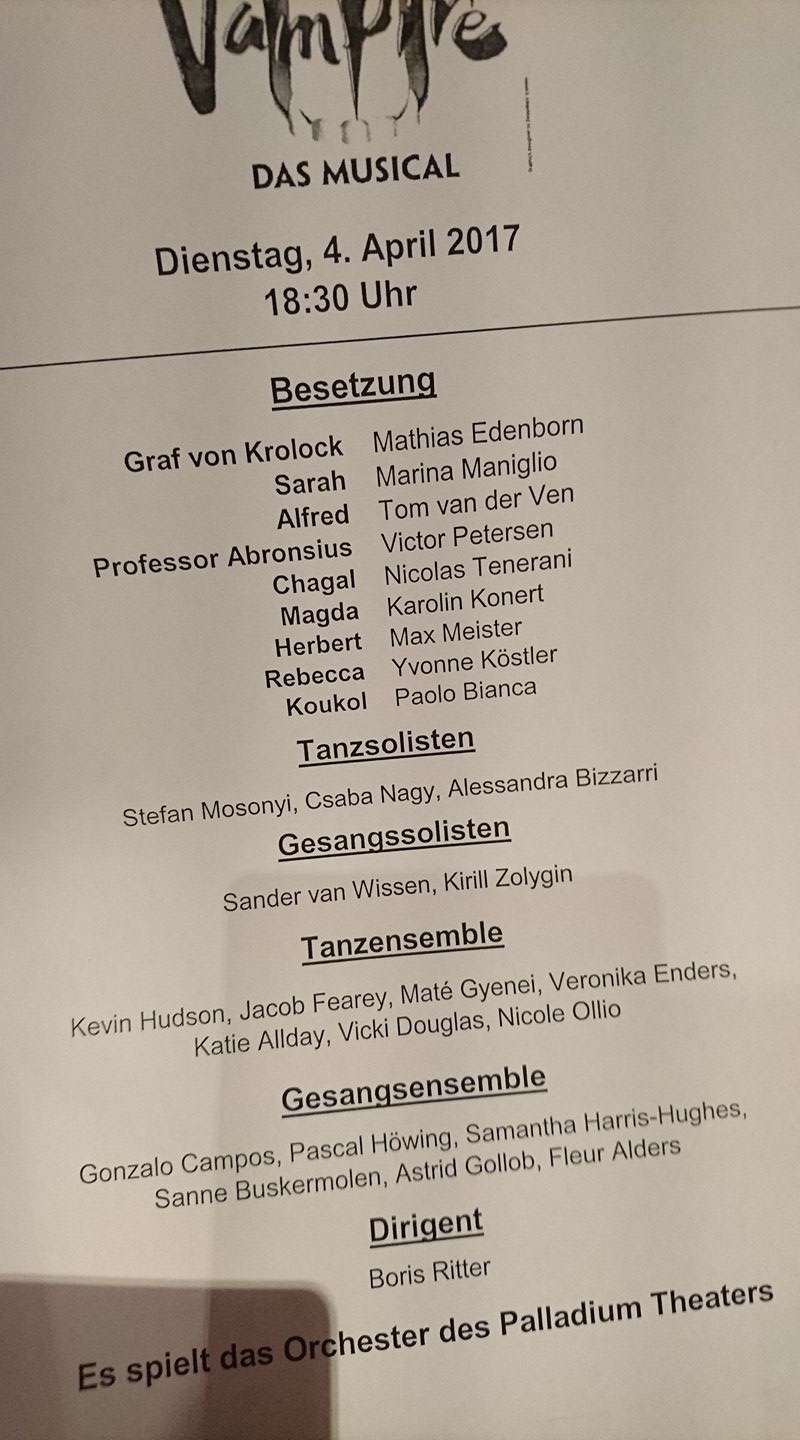 Vampire
DAS MUSICAL
Dienstag, 4. April 2017
18:30 Uhr
Besetzung
Graf von Krolock Mathias Edenborn
Sarah Marina Maniglio
Alfred Tom van der Ven
Professor Abronsius Victor Petersen
Chagal Nicolas Tenerani
Magda Karolin Konert
Herbert Max Meister
Rebecca Yvonne Köstler
Koukol Paolo Bianca
Tanzsolisten
Stefan Mosonyi, Csaba Nagy, Alessandra Bizzarri
Gesangssolisten
Sander van Wissen, Kirill Zolygin
Tanzensemble
Kevin Hudson, Jacob Fearey, Maté Gyenei, Veronika Enders,
Katie Allday, Vicki Douglas, Nicole Ollio
Gesangsensemble
Gonzalo Campos, Pascal Höwing, Samantha Harris-Hughes,
Sanne Buskermolen, Astrid Gollob, Fleur Alders
Dirigent
Boris Ritter
Es spielt das Orchester des Palladium Theaters